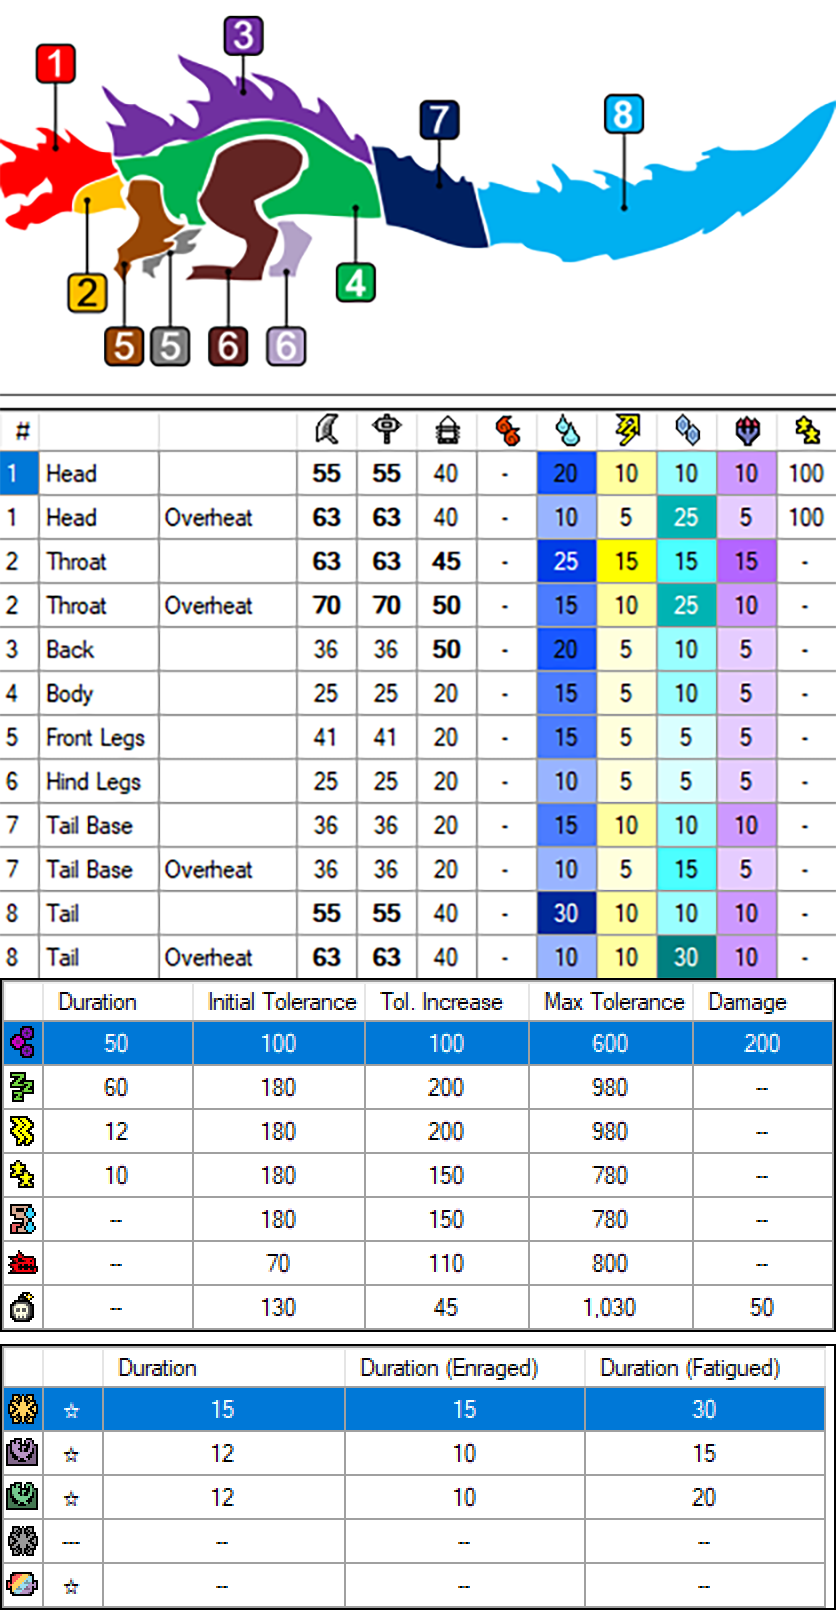 3
1
7
8
2
4
5 5 6 6
#
1 Head 55 55 40 - 20 10 10 10 100
1 Head Overheat 63 63 40 - 10 5 25 5 100
2 Throat 63 63 45 - 25 15 15 15 -
2 Throat Overheat 70 70 50 - 15 10 25 10 -
3 Back 36 36 50 - 20 5 10 5 -
4 Body 25 25 20 - 15 5 10 5 -
5 Front Legs 41 41 20 - 15 5 5 5 -
6 Hind Legs 25 25 20 - 10 5 5 5 -
7 Tail Base 36 36 20 - 15 10 10 10 -
7 Tail Base Overheat 36 36 20 - 10 5 15 5 -
8 Tail 55 55 40 - 30 10 10 10 -
8 Tail Overheat 63 63 40 - 10 10 30 10 -
Duration Initial Tolerance Tol. Increase Max Tolerance Damage
50 100 100 600 200
60 180 200 980 --
12 180 200 980 --
10 180 150 780 --
-- 180 150 780 --
-- 70 110 800 --
-- 130 45 1,030 50
Duration Duration (Enraged) Duration (Fatigued)
☆ 15 15 30
☆ 12 10 15
☆ 12 10 20
--- -- -- --
☆ -- -- --